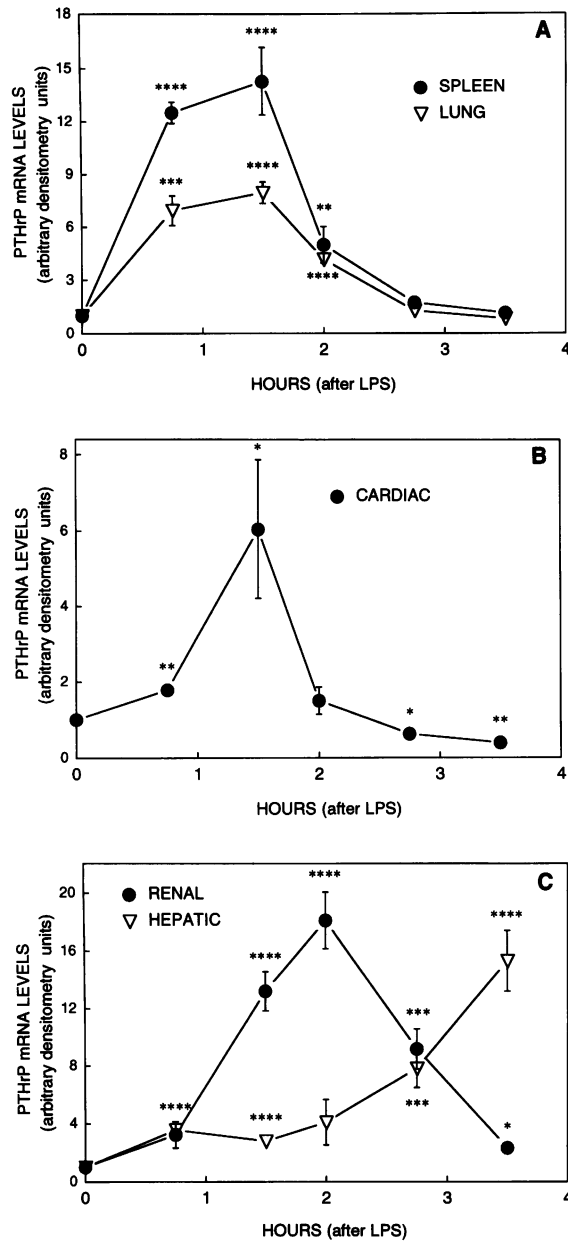 A
18
15
12
9
6
3
0
PTHrP mRNA LEVELS
(arbitrary densitometry units)
****
****
***
****
**
****
SPLEEN
LUNG
0 1 2 3 4
HOURS (after LPS)
B
8
6
4
2
0
PTHrP mRNA LEVELS
(arbitrary densitometry units)
*
**
*
**
CARDIAC
0 1 2 3 4
HOURS (after LPS)
C
20
16
12
8
4
0
PTHrP mRNA LEVELS
(arbitrary densitometry units)
RENAL
HEPATIC
****
****
****
***
****
****
***
*
0 1 2 3 4
HOURS (after LPS)